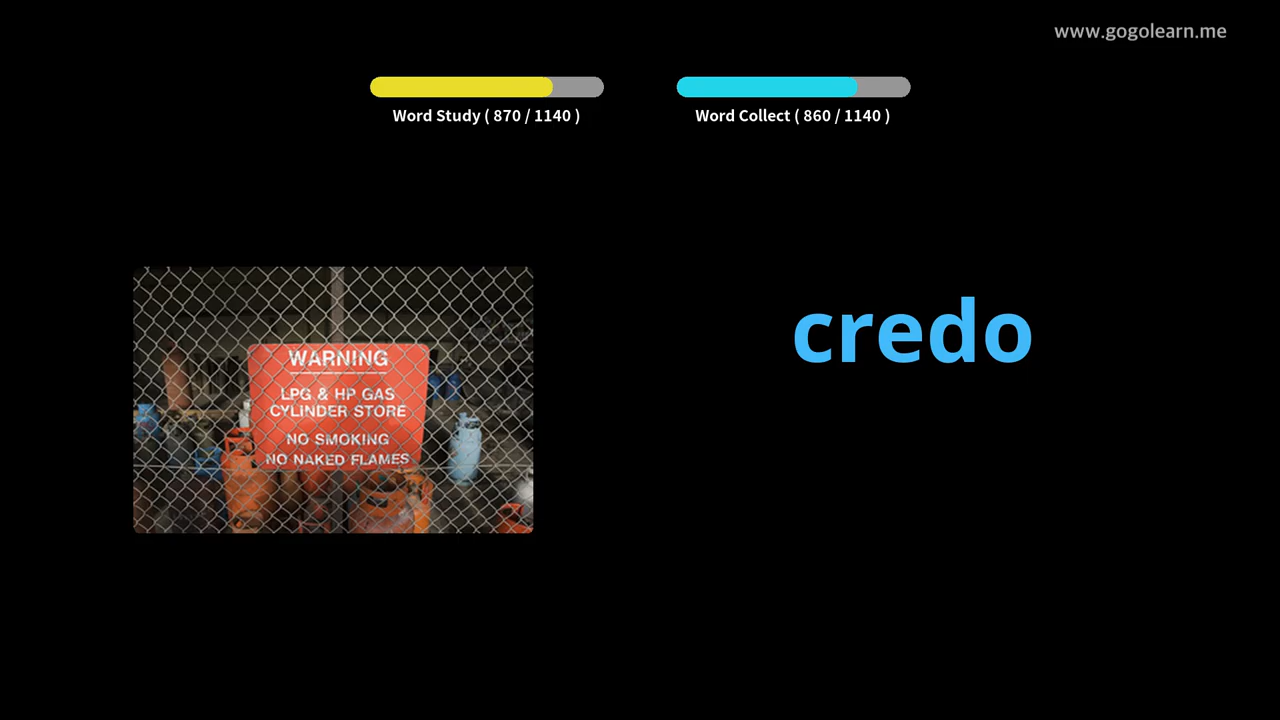 www.gogolearn.me
Word Study ( 870 / 1140 )
Word Collect ( 860 / 1140 )
credo
WARNING
LPG & HP GAS
CYLINDER STORE
NO SMOKING
NO NAKED FLAMES